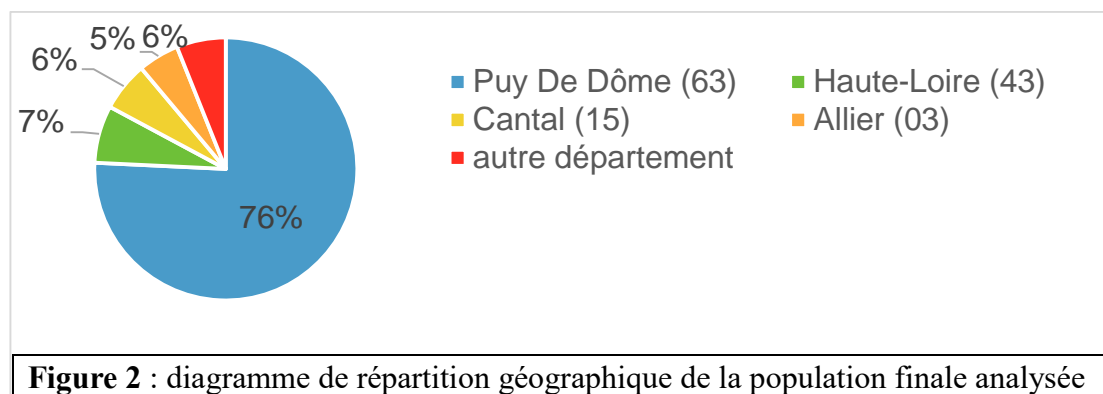 5% 6%
6%
7%
76%
Puy De Dôme (63) Haute-Loire (43)
Cantal (15) Allier (03)
autre département
Figure 2 : diagramme de répartition géographique de la population finale analysée